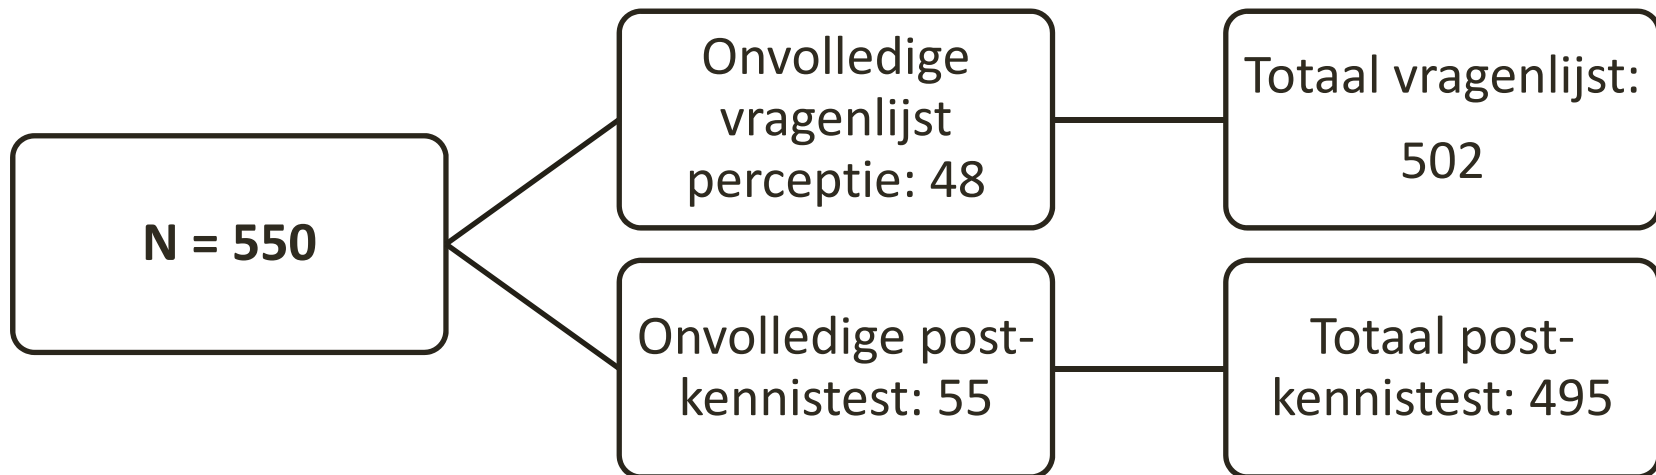 N = 550
Onvolledige
vragenlijst
perceptie: 48
Totaal vragenlijst:
502
Onvolledige post-
kennistest: 55
Totaal post-
kennistest: 495